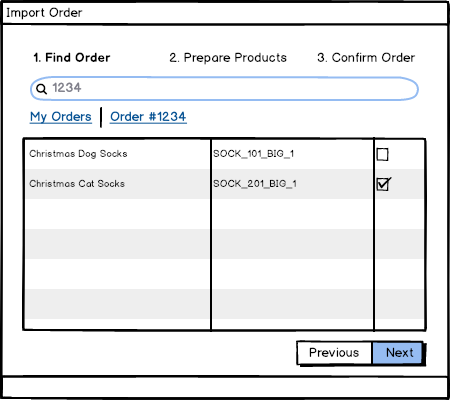 Import Order
1. Find Order 2. Prepare Products 3. Confirm Order
1234
My Orders Order #1234
Christmas Dog Socks SOCK_101_BIG_1
Christmas Cat Socks SOCK_201_BIG_1
Previous Next